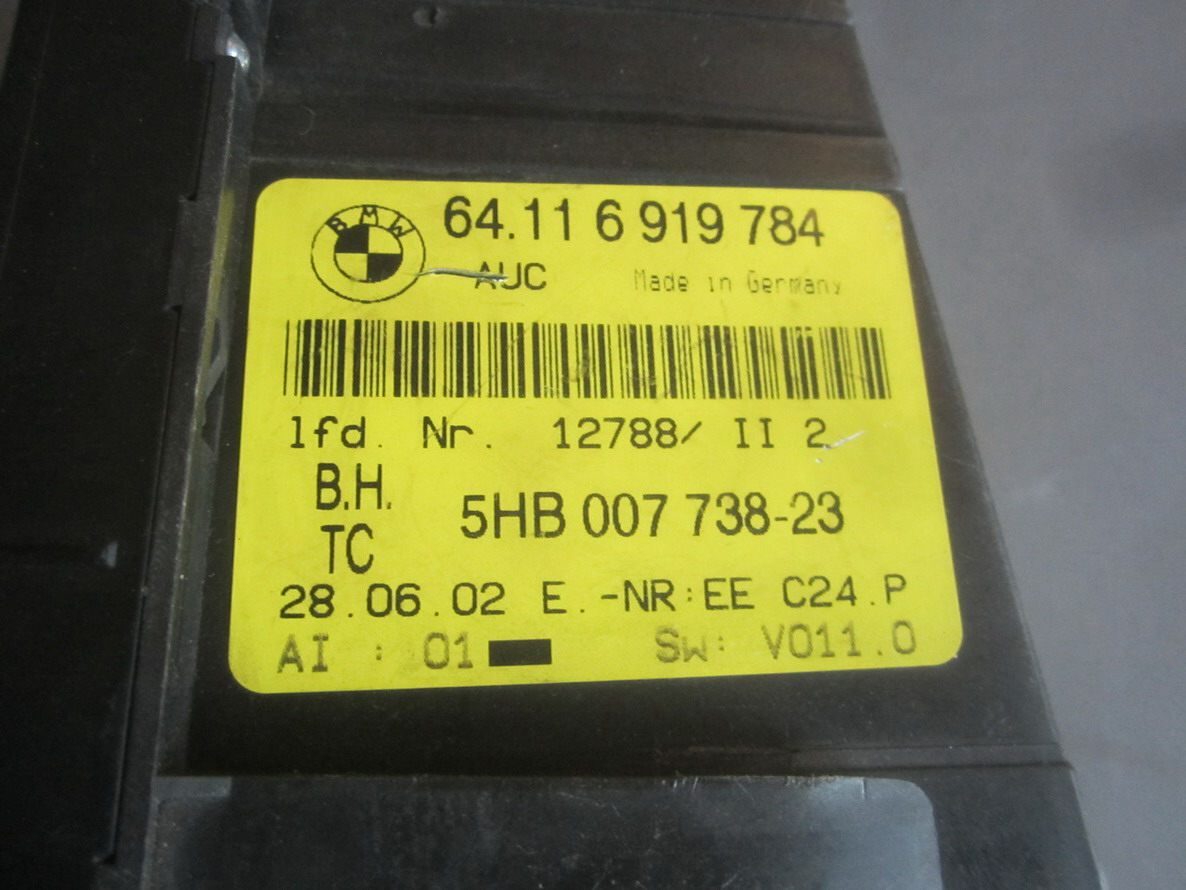 BMW
64.11 6 919 784
AUC Made in Germany
lfd. Nr. 12788/ II 2
B.H.
TC
5HB 007 738-23
28.06.02 E.-NR:EE C24.P
AI : 01 SW: V011.0